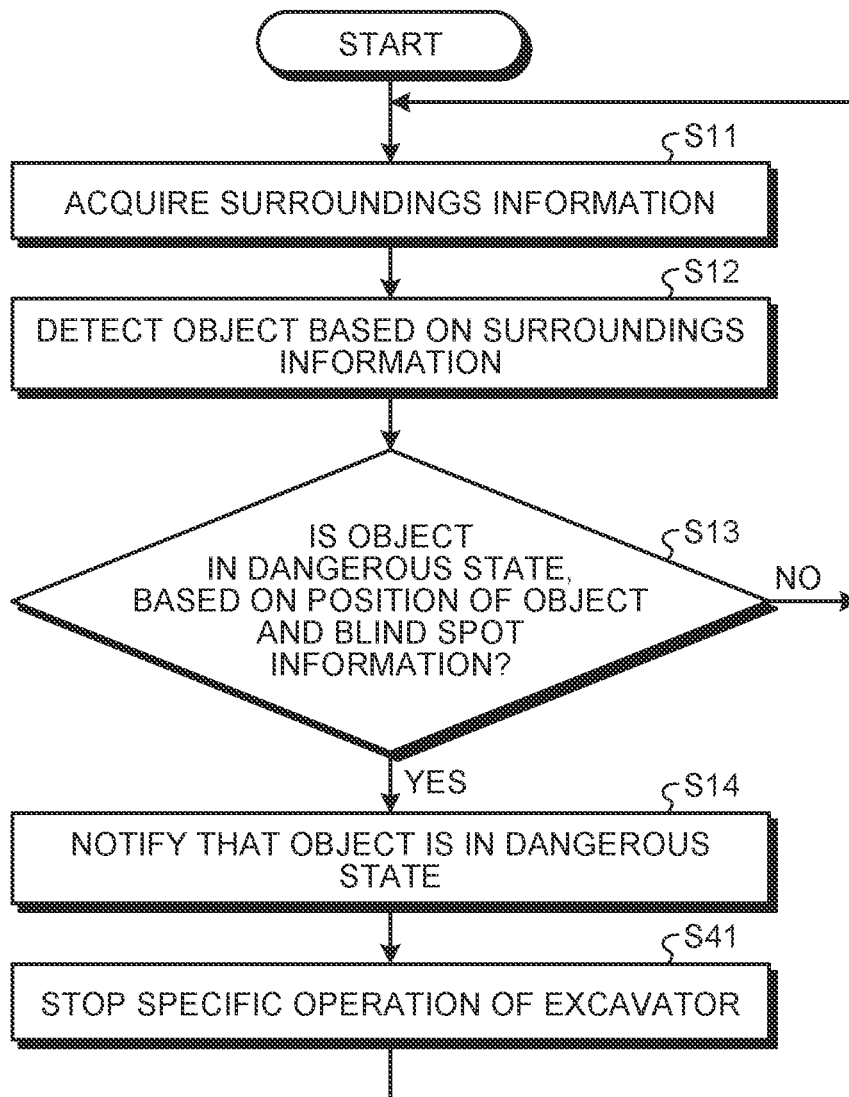 START
S11
ACQUIRE SURROUNDINGS INFORMATION
S12
DETECT OBJECT BASED ON SURROUNDINGS
INFORMATION
S13
IS OBJECT
IN DANGEROUS STATE,
BASED ON POSITION OF OBJECT
AND BLIND SPOT
INFORMATION?
NO
YES
S14
NOTIFY THAT OBJECT IS IN DANGEROUS
STATE
S41
STOP SPECIFIC OPERATION OF EXCAVATOR